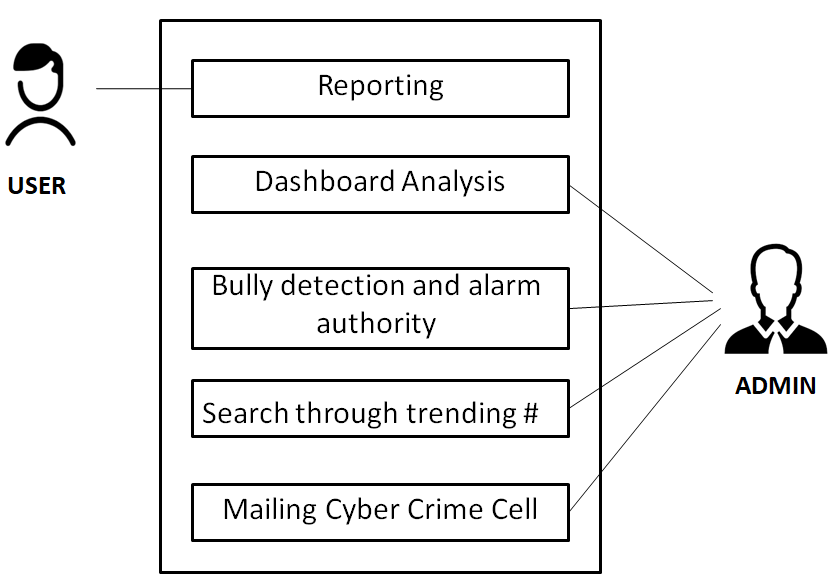 Reporting
USER
Dashboard Analysis
Bully detection and alarm
authority
ADMIN
Search through trending #
Mailing Cyber Crime Cell